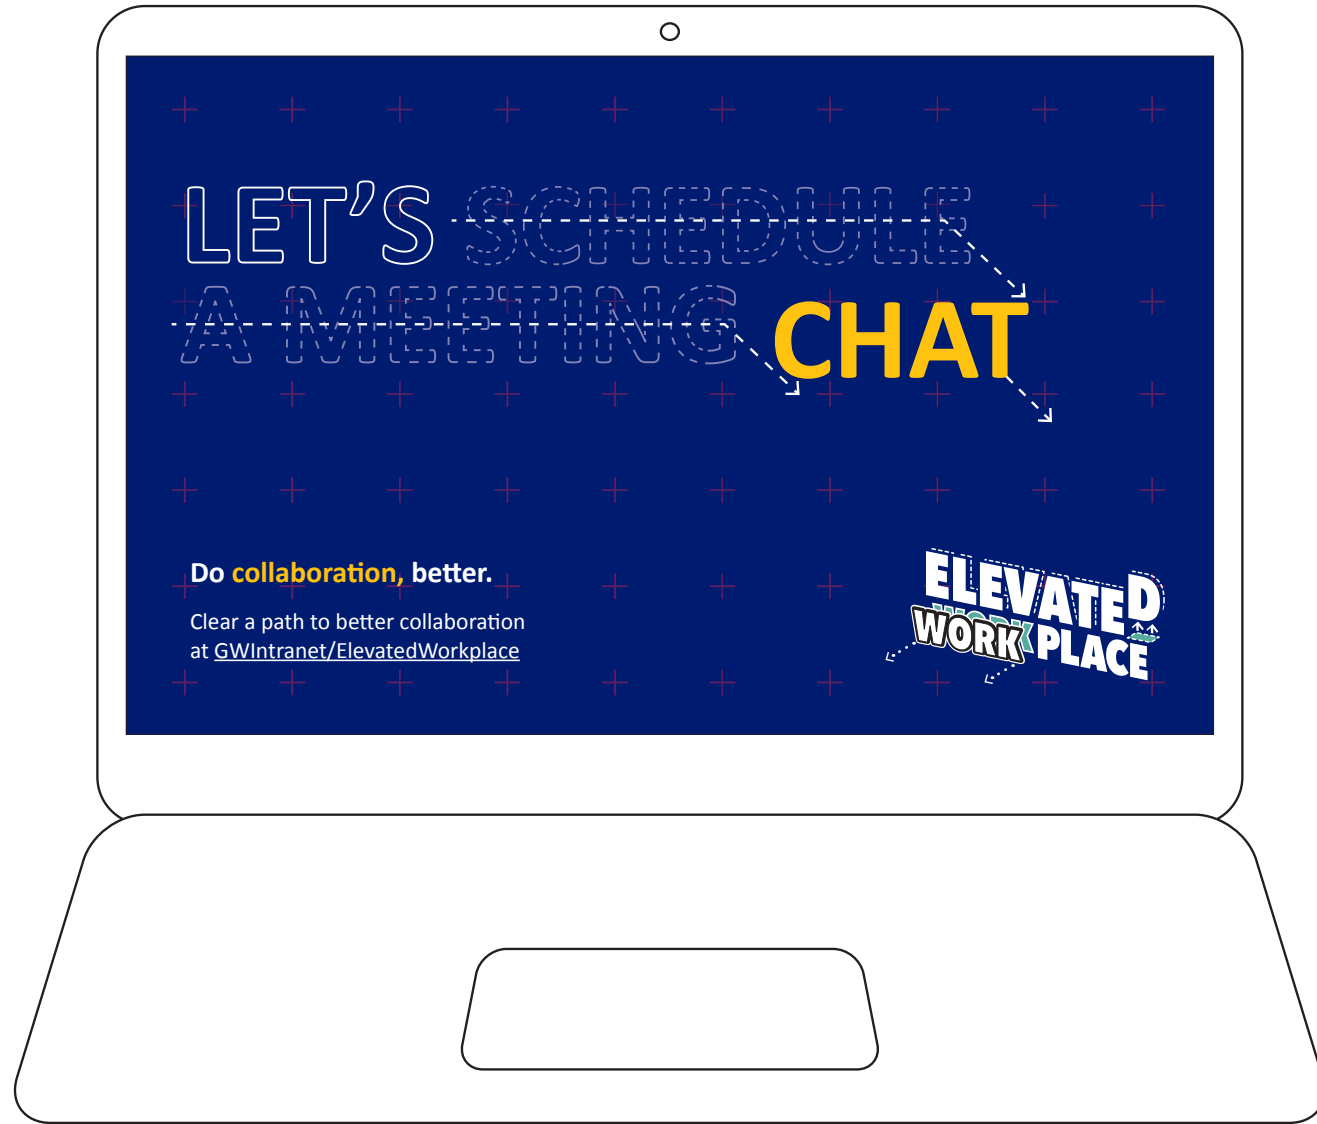 LET'S SCHEDULE
A MEETING CHAT
Do collaboration, better.
Clear a path to better collaboration
at GWIntranet/ElevatedWorkplace
ELEVATED
WORK PLACE